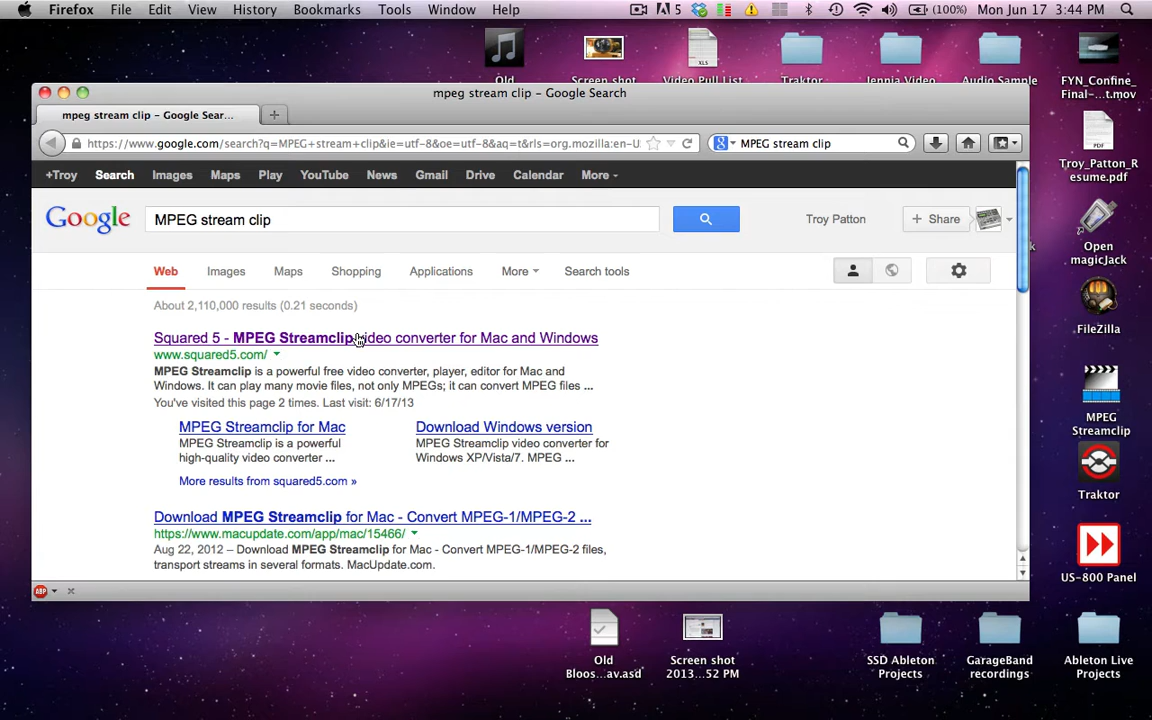 Firefox File Edit View History Bookmarks Tools Window Help 5 (100%) Mon Jun 17 3:44 PM
Old
Screen shot
Video Pull List
Traktor
Jennia Video
Audio Sample
XLS
FYN_Confine_
Final-...t.mov
mpeg stream clip – Google Search
mpeg stream clip – Google Sear...
https://www.google.com/search?q=MPEG+stream+clip&ie=utf-8&oe=utf-8&aq=t&rls=org.mozilla:en-U
MPEG stream clip
+Troy Search Images Maps Play YouTube News Gmail Drive Calendar More
PDF
Troy_Patton_R
esume.pdf
Google
MPEG stream clip
Troy Patton
+ Share
Open
magicJack
Web Images Maps Shopping Applications More Search tools
About 2,110,000 results (0.21 seconds)
FileZilla
Squared 5 - MPEG Streamclip video converter for Mac and Windows
www.squared5.com/
MPEG Streamclip is a powerful free video converter, player, editor for Mac and
Windows. It can play many movie files, not only MPEGs; it can convert MPEG files ...
You've visited this page 2 times. Last visit: 6/17/13
MPEG Streamclip for Mac
MPEG Streamclip is a powerful
high-quality video converter ...
Download Windows version
MPEG Streamclip video converter for
Windows XP/Vista/7. MPEG ...
More results from squared5.com »
MPEG
Streamclip
Traktor
Download MPEG Streamclip for Mac - Convert MPEG-1/MPEG-2 ...
https://www.macupdate.com/app/mac/15466/
Aug 22, 2012 – Download MPEG Streamclip for Mac - Convert MPEG-1/MPEG-2 files,
transport streams in several formats. MacUpdate.com.
US-800 Panel
ABP
Old
Bloos...av.asd
Screen shot
2013...52 PM
SSD Ableton
Projects
GarageBand
recordings
Ableton Live
Projects